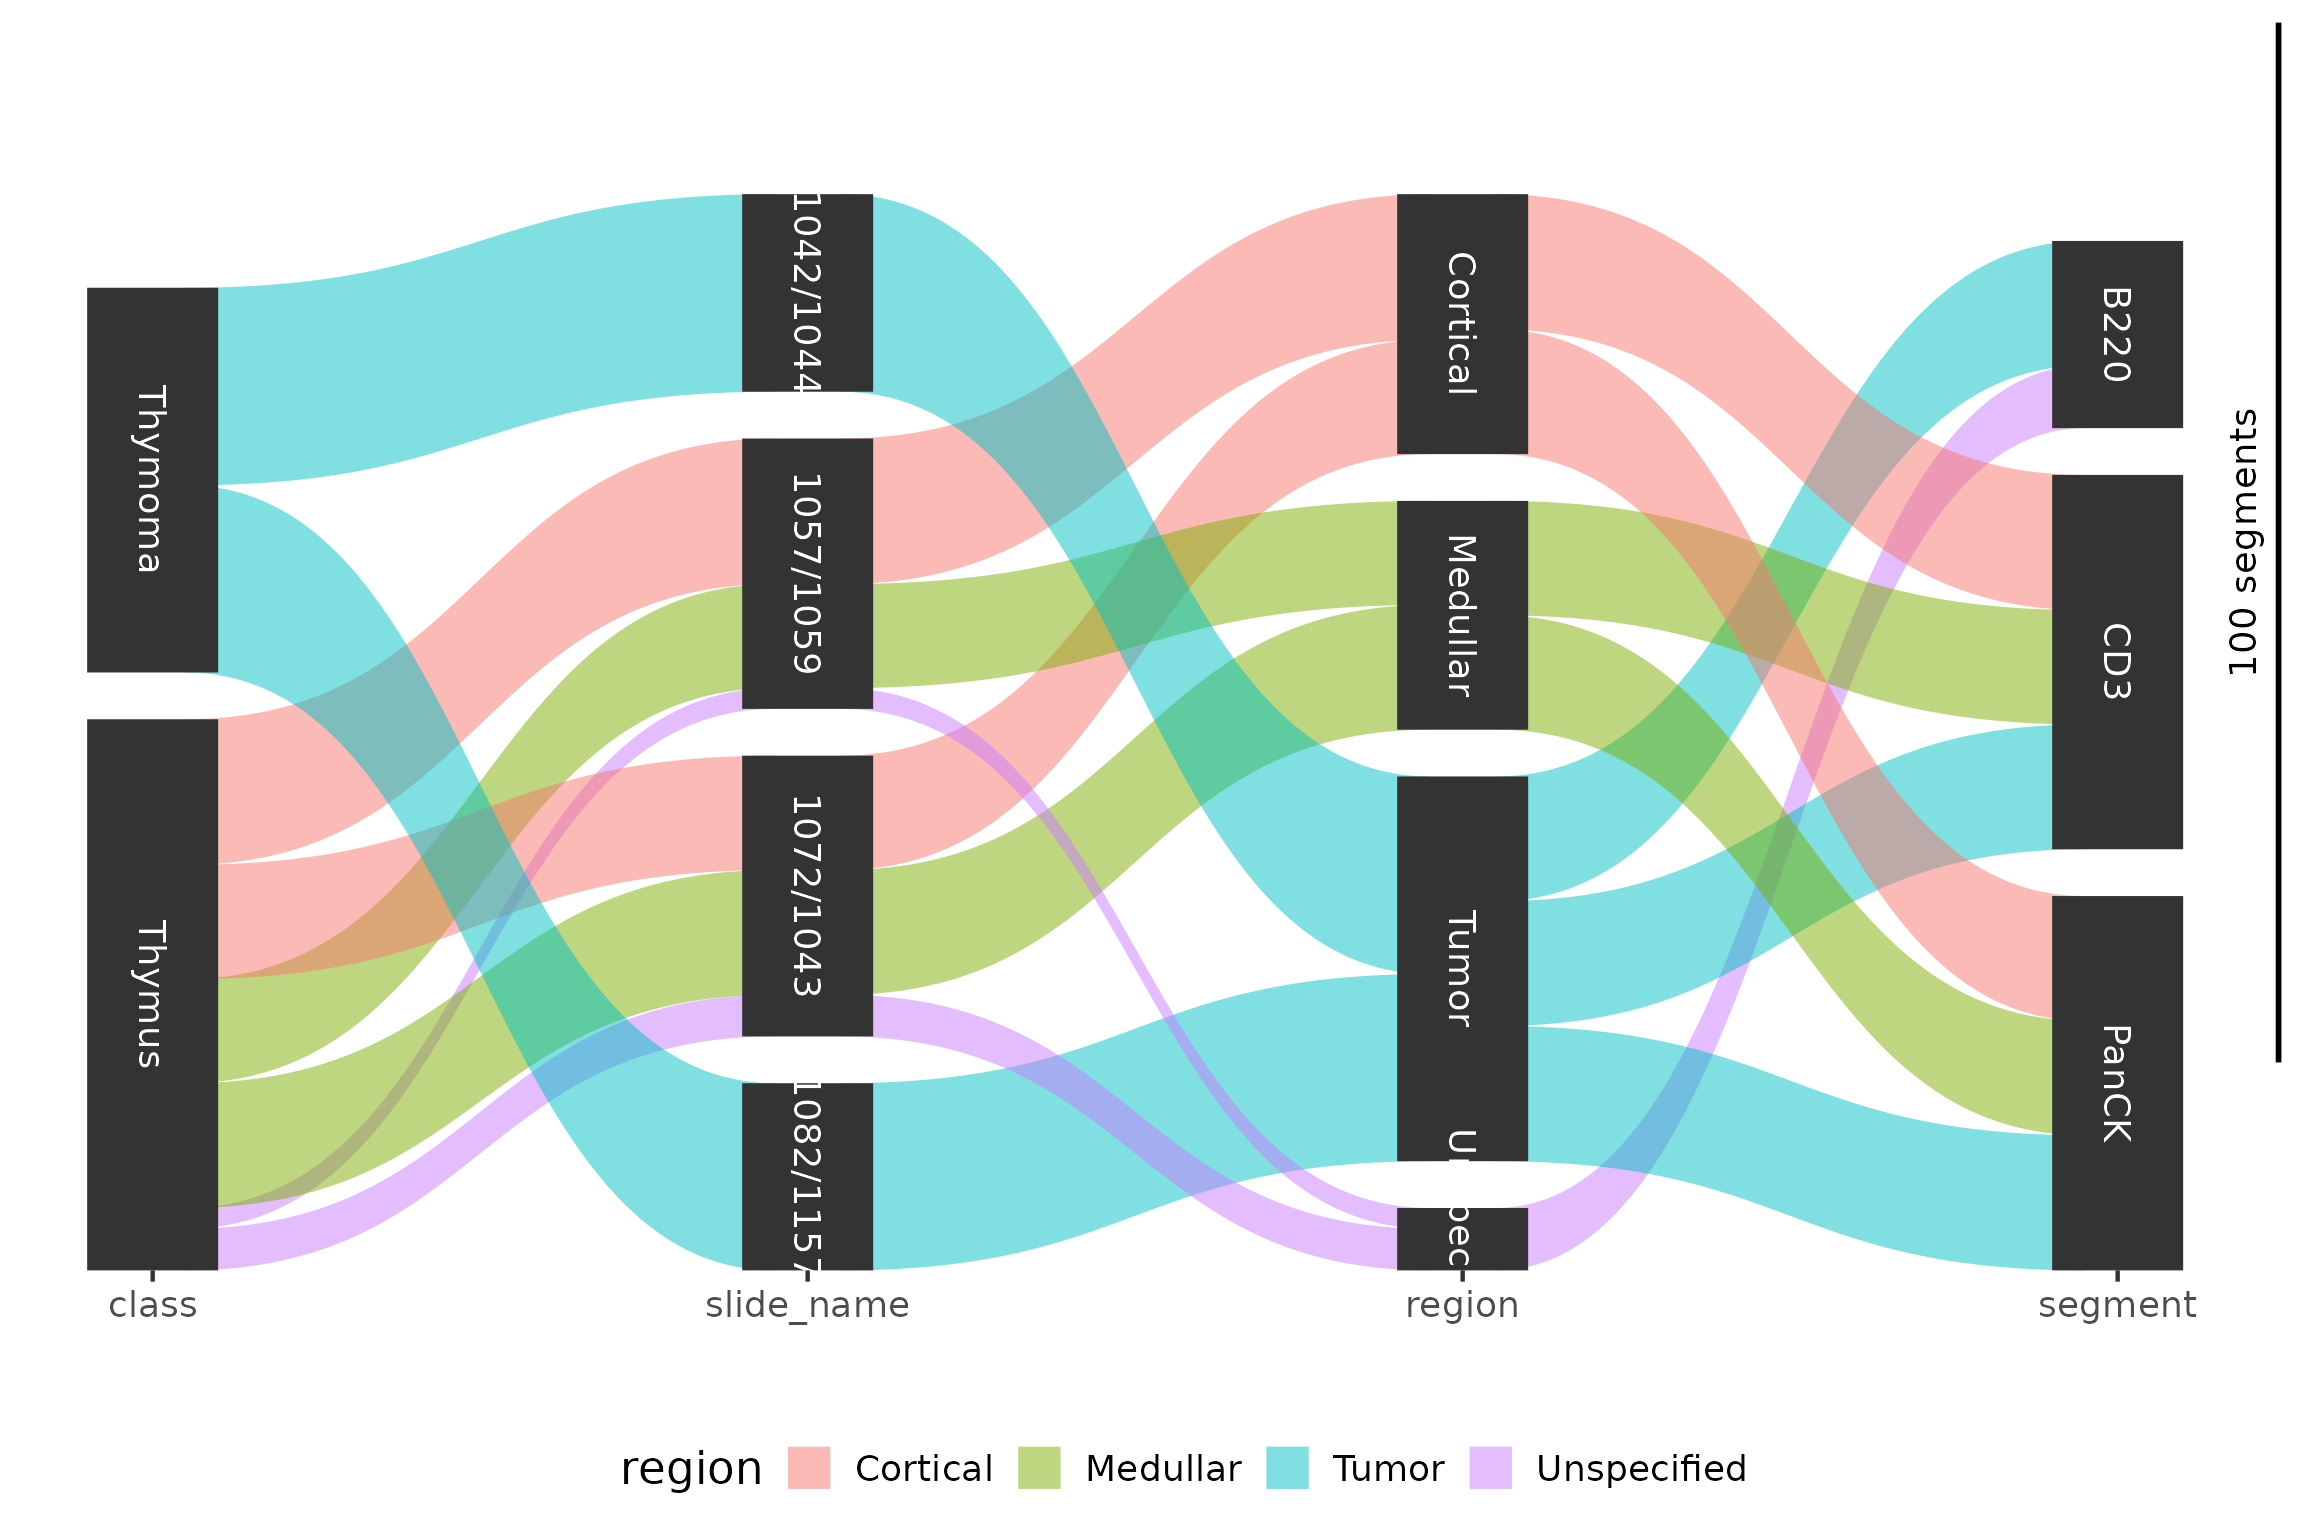 Thymoma
Thymus
1042/1044
1057/1059
1072/1043
1082/1157
Cortical
Medullar
Tumor
B220
CD3
PanCK
100 segments
class
slide_name
region
segment
region
Cortical
Medullar
Tumor
Unspecified